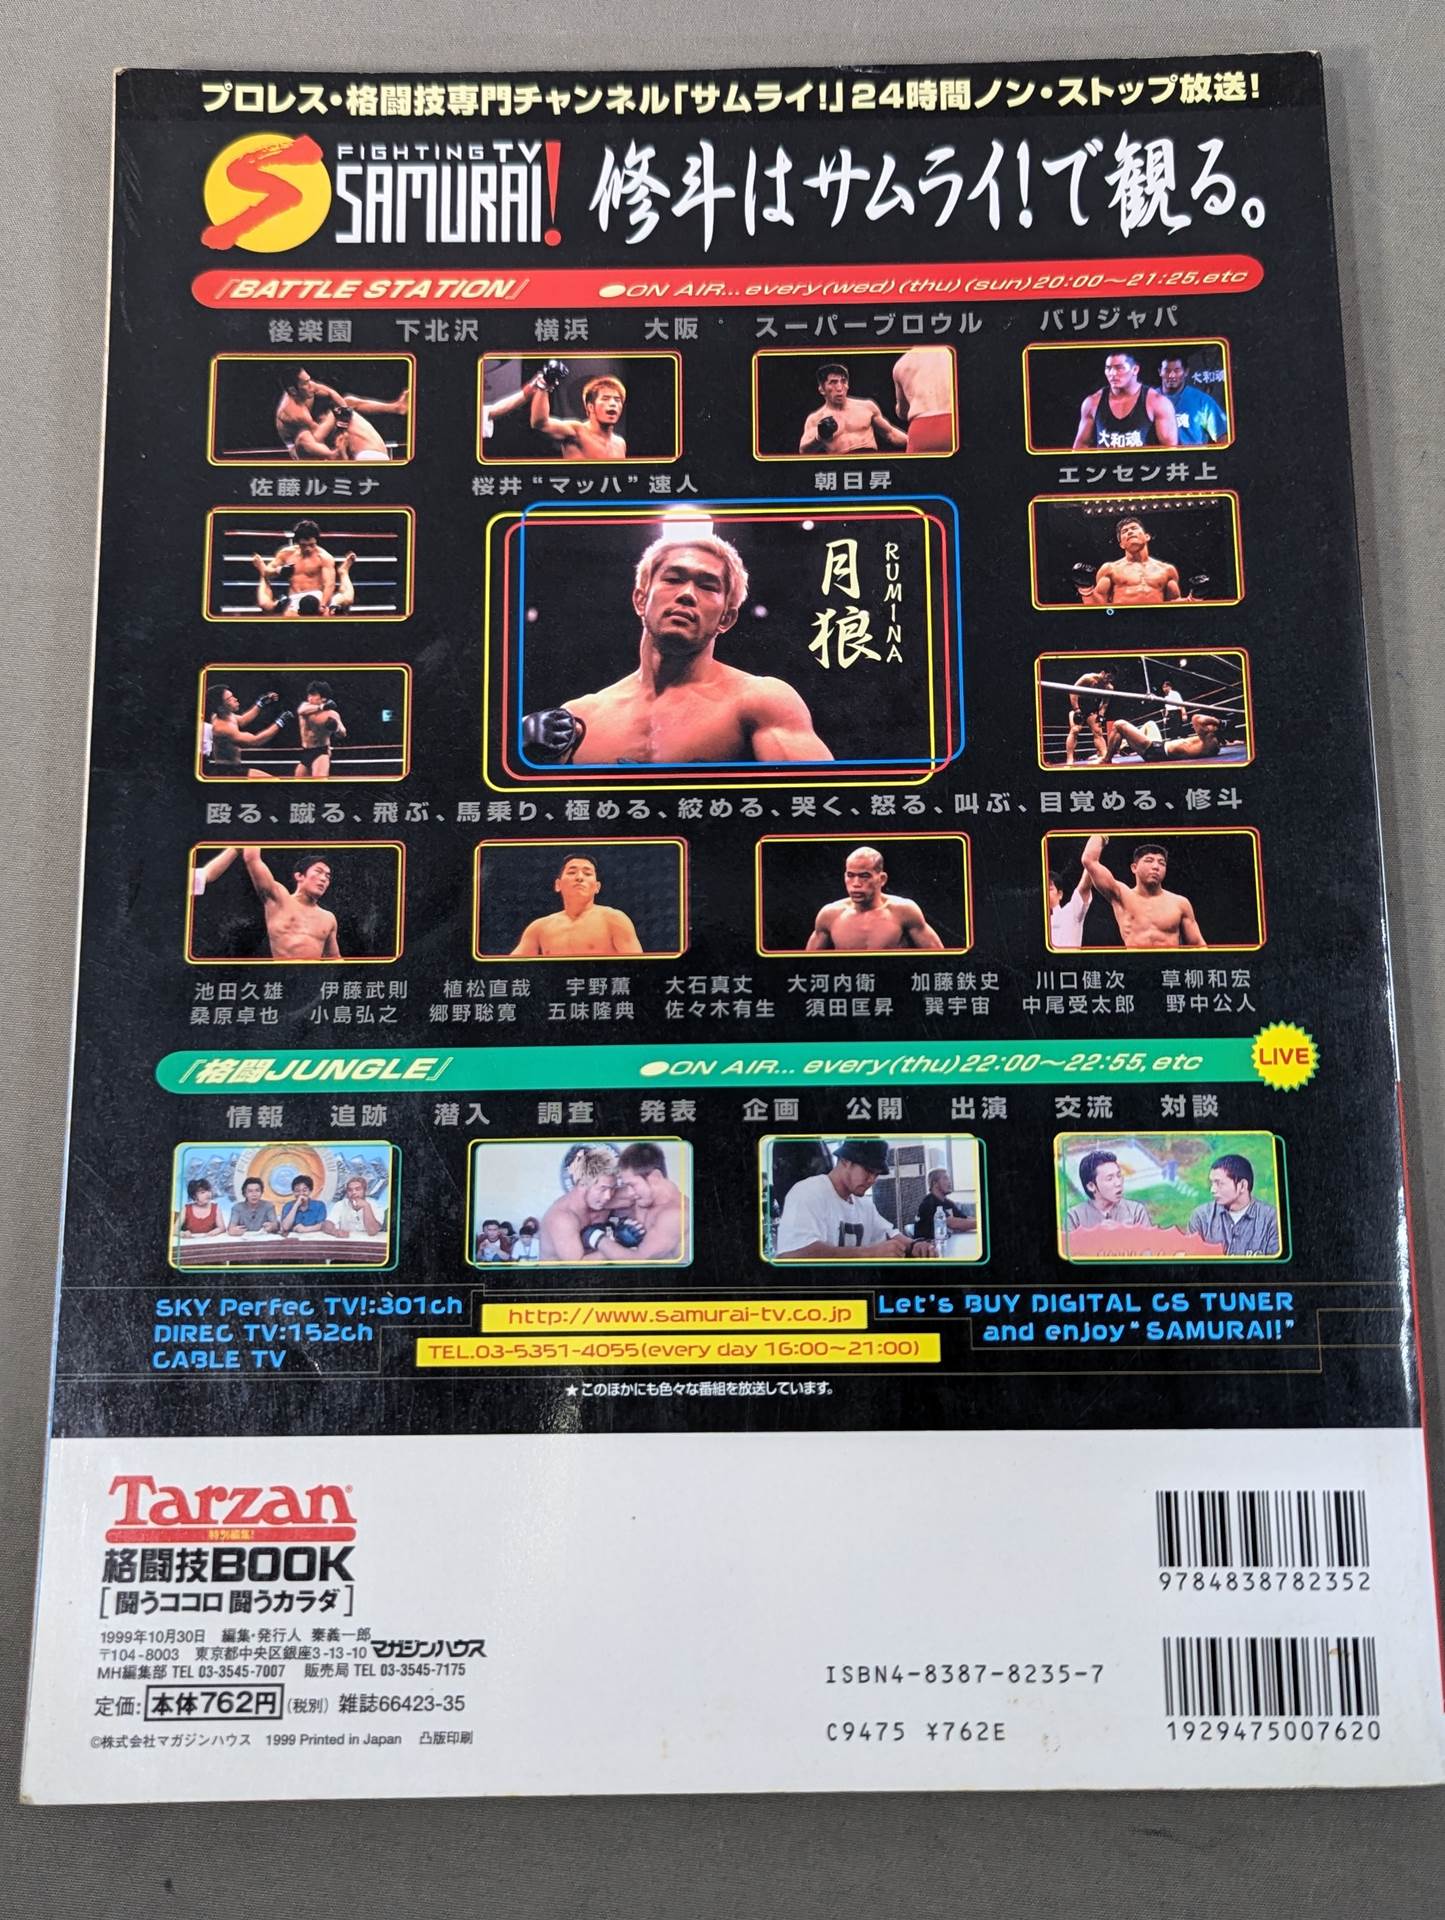 プロレス・格闘技専門チャンネル「サムライ!」24時間ノン・ストップ放送!
S FIGHTING TV SAMURAI! 修斗はサムライ!で観る。
『BATTLE STATION』 ●ON AIR... every(wed)(thu)(sun)20:00〜21:25,etc
後楽園 下北沢 横浜 大阪 スーパーブロウル バリジャパ
大和魂 大和魂 魂
佐藤ルミナ 桜井“マッハ”速人 朝日昇 エンセン井上
月狼 RUMINA
殴る、蹴る、飛ぶ、馬乗り、極める、絞める、哭く、怒る、叫ぶ、目覚める、修斗
池田久雄 伊藤武則 植松直哉 宇野薫 大石真丈 大河内衛 加藤鉄史 川口健次 草柳和宏
桑原卓也 小島弘之 郷野聡寛 五味隆典 佐々木有生 須田匡昇 巽宇宙 中尾受太郎 野中公人
『格闘JUNGLE』 ●ON AIR... every(thu)22:00〜22:55,etc LIVE
情報 追跡 潜入 調査 発表 企画 公開 出演 交流 対談
SKY PerFec TV!:301ch
DIREC TV:152ch
CABLE TV
http://www.samurai-tv.co.jp
TEL.03-5351-4055(every day 16:00〜21:00)
Let's BUY DIGITAL CS TUNER
and enjoy “SAMURAI!”
★このほかにも色々な番組を放送しています。
Tarzan®
特別編集!
格闘技BOOK
[闘うココロ 闘うカラダ]
1999年10月30日 編集・発行人 秦義一郎
〒104-8003 東京都中央区銀座3-13-10 マガジンハウス
MH編集部 TEL 03-3545-7007 販売局 TEL 03-3545-7175
定価:本体762円(税別) 雑誌66423-35
©株式会社マガジンハウス 1999 Printed in Japan 凸版印刷
9784838782352
ISBN4-8387-8235-7
C9475 ¥762E
1929475007620